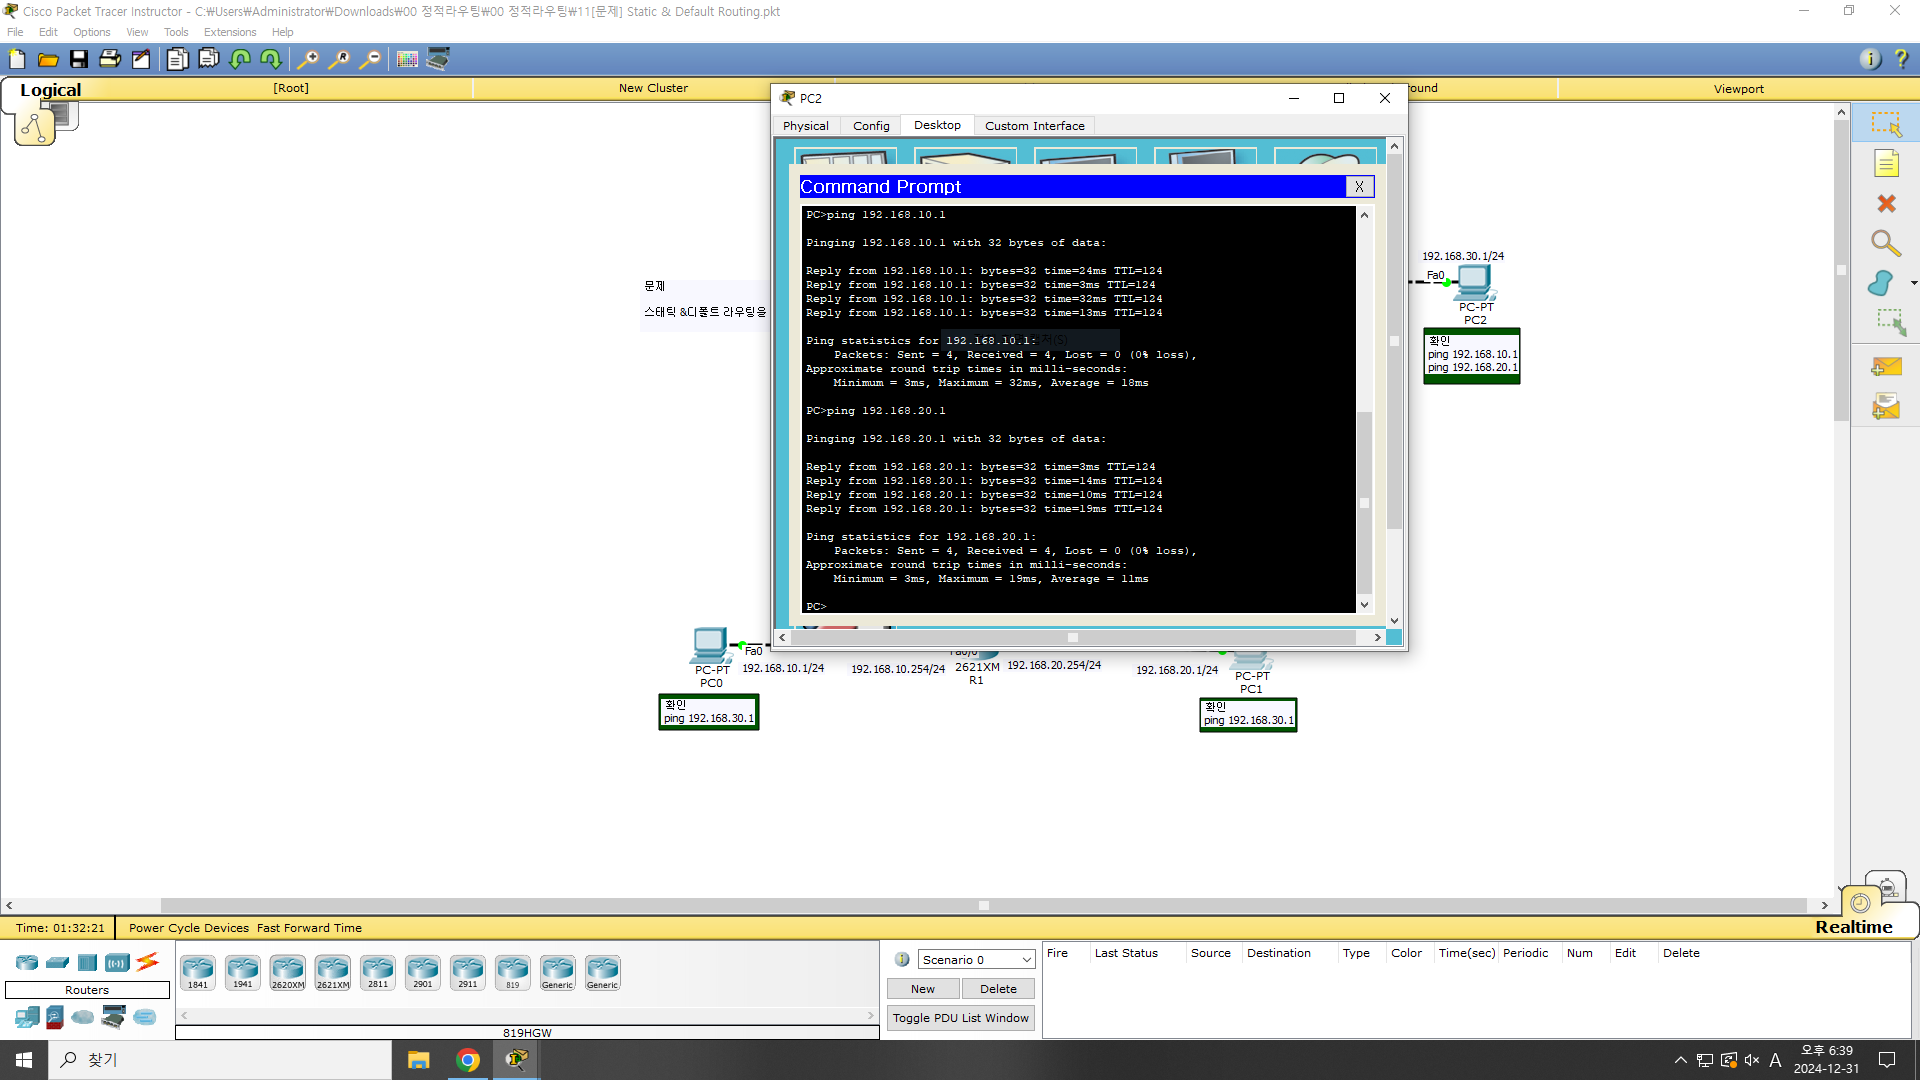 Cisco Packet Tracer Instructor - C:₩Users₩Administrator₩Downloads₩00 정적라우팅₩00 정적라우팅₩11[문제] Static & Default Routing.pkt
File Edit Options View Tools Extensions Help
Logical [Root] New Cluster Viewport
PC2
Physical Config Desktop Custom Interface
Command Prompt X
PC>ping 192.168.10.1
Pinging 192.168.10.1 with 32 bytes of data:
Reply from 192.168.10.1: bytes=32 time=24ms TTL=124
Reply from 192.168.10.1: bytes=32 time=3ms TTL=124
Reply from 192.168.10.1: bytes=32 time=32ms TTL=124
Reply from 192.168.10.1: bytes=32 time=13ms TTL=124
Ping statistics for 192.168.10.1:
Packets: Sent = 4, Received = 4, Lost = 0 (0% loss),
Approximate round trip times in milli-seconds:
Minimum = 3ms, Maximum = 32ms, Average = 18ms
PC>ping 192.168.20.1
Pinging 192.168.20.1 with 32 bytes of data:
Reply from 192.168.20.1: bytes=32 time=3ms TTL=124
Reply from 192.168.20.1: bytes=32 time=14ms TTL=124
Reply from 192.168.20.1: bytes=32 time=10ms TTL=124
Reply from 192.168.20.1: bytes=32 time=19ms TTL=124
Ping statistics for 192.168.20.1:
Packets: Sent = 4, Received = 4, Lost = 0 (0% loss),
Approximate round trip times in milli-seconds:
Minimum = 3ms, Maximum = 19ms, Average = 11ms
PC>
문제
스태틱 &디폴트 라우팅을
192.168.30.1/24
Fa0
PC-PT
PC2
확인
ping 192.168.10.1
ping 192.168.20.1
Fa0
192.168.10.1/24
PC-PT
PC0
확인
ping 192.168.30.1
192.168.10.254/24
Fa0/0
2621XM
R1
192.168.20.254/24
192.168.20.1/24
PC-PT
PC1
확인
ping 192.168.30.1
Time: 01:32:21 Power Cycle Devices Fast Forward Time
Realtime
Routers
1841 1941 2620XM 2621XM 2811 2901 2911 819 Generic Generic
819HGW
Scenario 0
New Delete
Toggle PDU List Window
Fire Last Status Source Destination Type Color Time(sec) Periodic Num Edit Delete
찾기
A
오후 6:39
2024-12-31